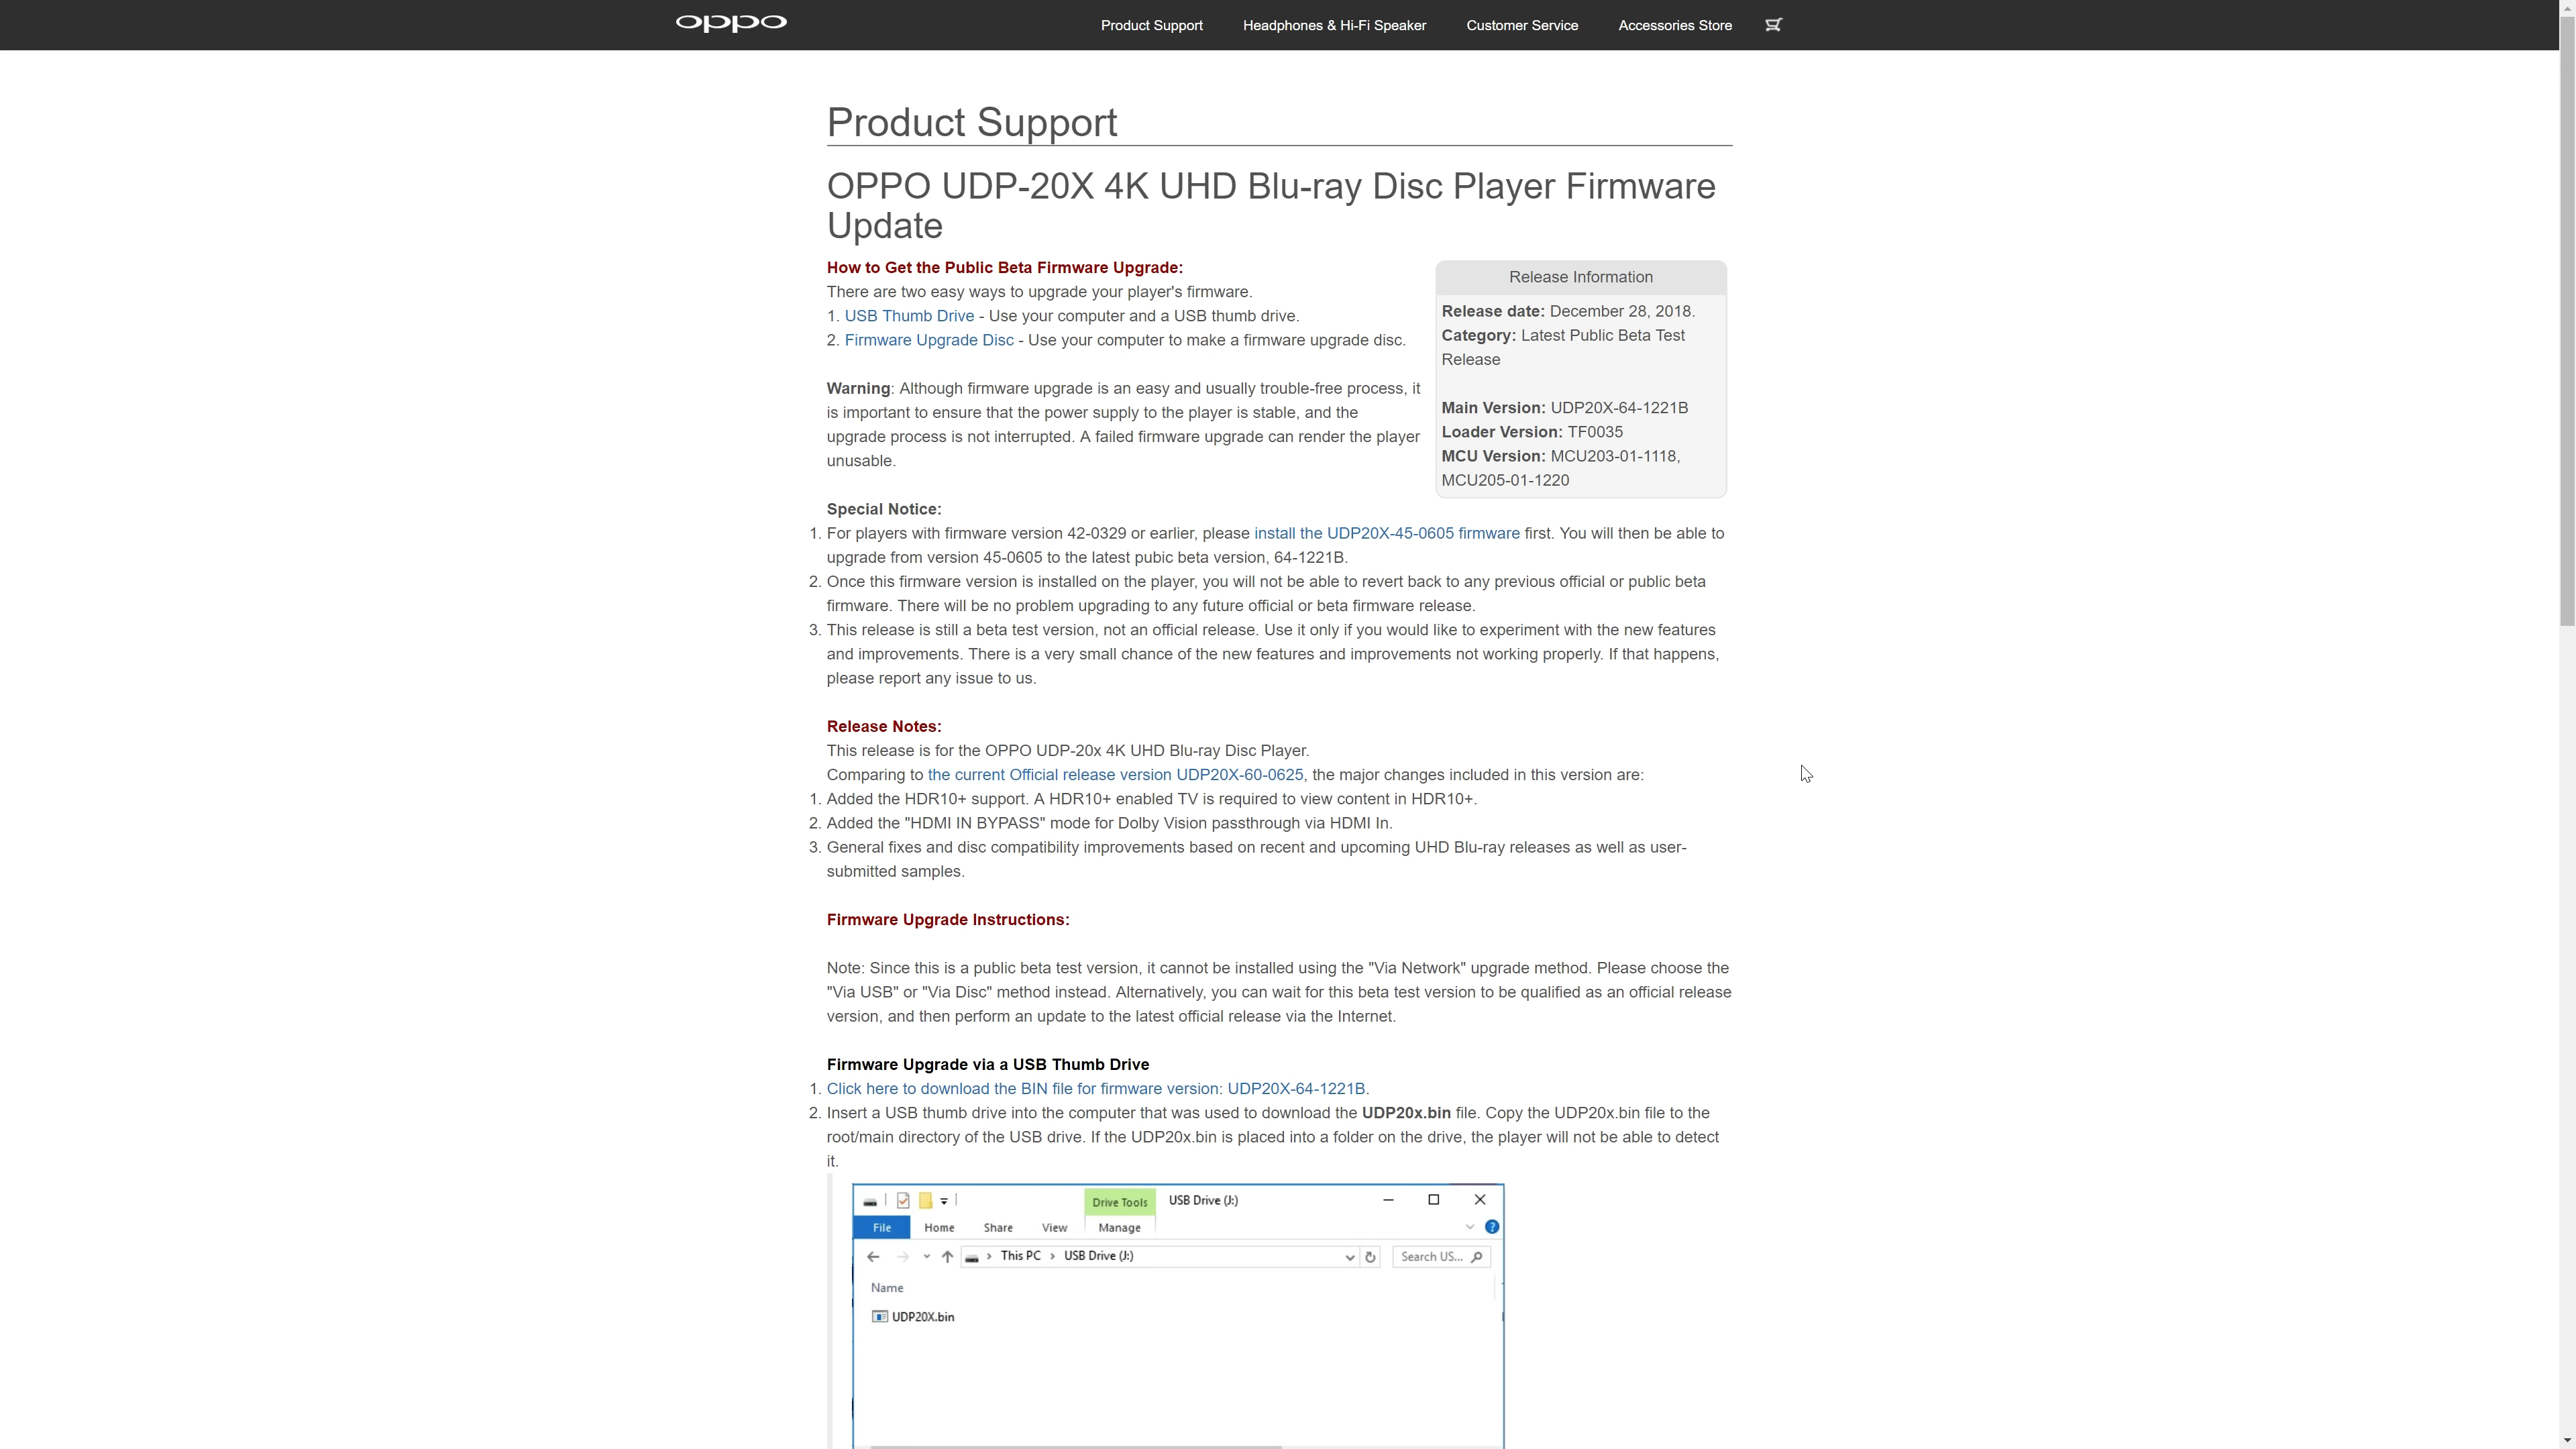 oppo
Product Support
Headphones & Hi-Fi Speaker
Customer Service
Accessories Store
Product Support
OPPO UDP-20X 4K UHD Blu-ray Disc Player Firmware
Update
How to Get the Public Beta Firmware Upgrade:
There are two easy ways to upgrade your player's firmware.
1. USB Thumb Drive - Use your computer and a USB thumb drive.
2. Firmware Upgrade Disc - Use your computer to make a firmware upgrade disc.
Warning: Although firmware upgrade is an easy and usually trouble-free process, it
is important to ensure that the power supply to the player is stable, and the
upgrade process is not interrupted. A failed firmware upgrade can render the player
unusable.
Release Information
Release date: December 28, 2018.
Category: Latest Public Beta Test
Release
Main Version: UDP20X-64-1221B
Loader Version: TF0035
MCU Version: MCU203-01-1118,
MCU205-01-1220
Special Notice:
1. For players with firmware version 42-0329 or earlier, please install the UDP20X-45-0605 firmware first. You will then be able to
upgrade from version 45-0605 to the latest pubic beta version, 64-1221B.
2. Once this firmware version is installed on the player, you will not be able to revert back to any previous official or public beta
firmware. There will be no problem upgrading to any future official or beta firmware release.
3. This release is still a beta test version, not an official release. Use it only if you would like to experiment with the new features
and improvements. There is a very small chance of the new features and improvements not working properly. If that happens,
please report any issue to us.
Release Notes:
This release is for the OPPO UDP-20x 4K UHD Blu-ray Disc Player.
Comparing to the current Official release version UDP20X-60-0625, the major changes included in this version are:
1. Added the HDR10+ support. A HDR10+ enabled TV is required to view content in HDR10+.
2. Added the "HDMI IN BYPASS" mode for Dolby Vision passthrough via HDMI In.
3. General fixes and disc compatibility improvements based on recent and upcoming UHD Blu-ray releases as well as user-
submitted samples.
Firmware Upgrade Instructions:
Note: Since this is a public beta test version, it cannot be installed using the "Via Network" upgrade method. Please choose the
"Via USB" or "Via Disc" method instead. Alternatively, you can wait for this beta test version to be qualified as an official release
version, and then perform an update to the latest official release via the Internet.
Firmware Upgrade via a USB Thumb Drive
1. Click here to download the BIN file for firmware version: UDP20X-64-1221B.
2. Insert a USB thumb drive into the computer that was used to download the UDP20x.bin file. Copy the UDP20x.bin file to the
root/main directory of the USB drive. If the UDP20x.bin is placed into a folder on the drive, the player will not be able to detect
it.
Drive Tools
USB Drive (J:)
File
Home
Share
View
Manage
This PC > USB Drive (J:)
Search US...
Name
UDP20X.bin